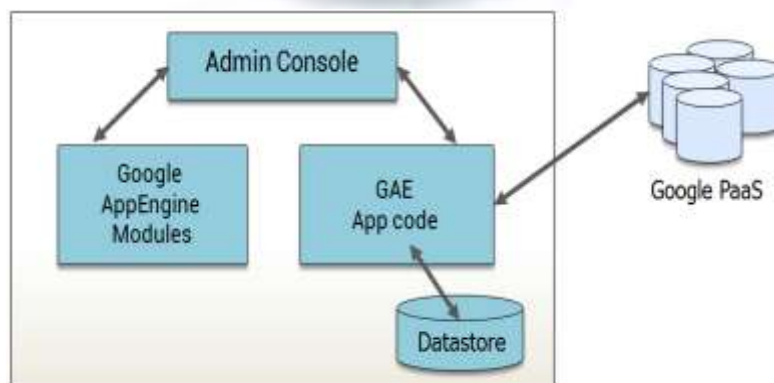 Admin Console
Google
AppEngine
Modules
GAE
App code
Google PaaS
Datastore